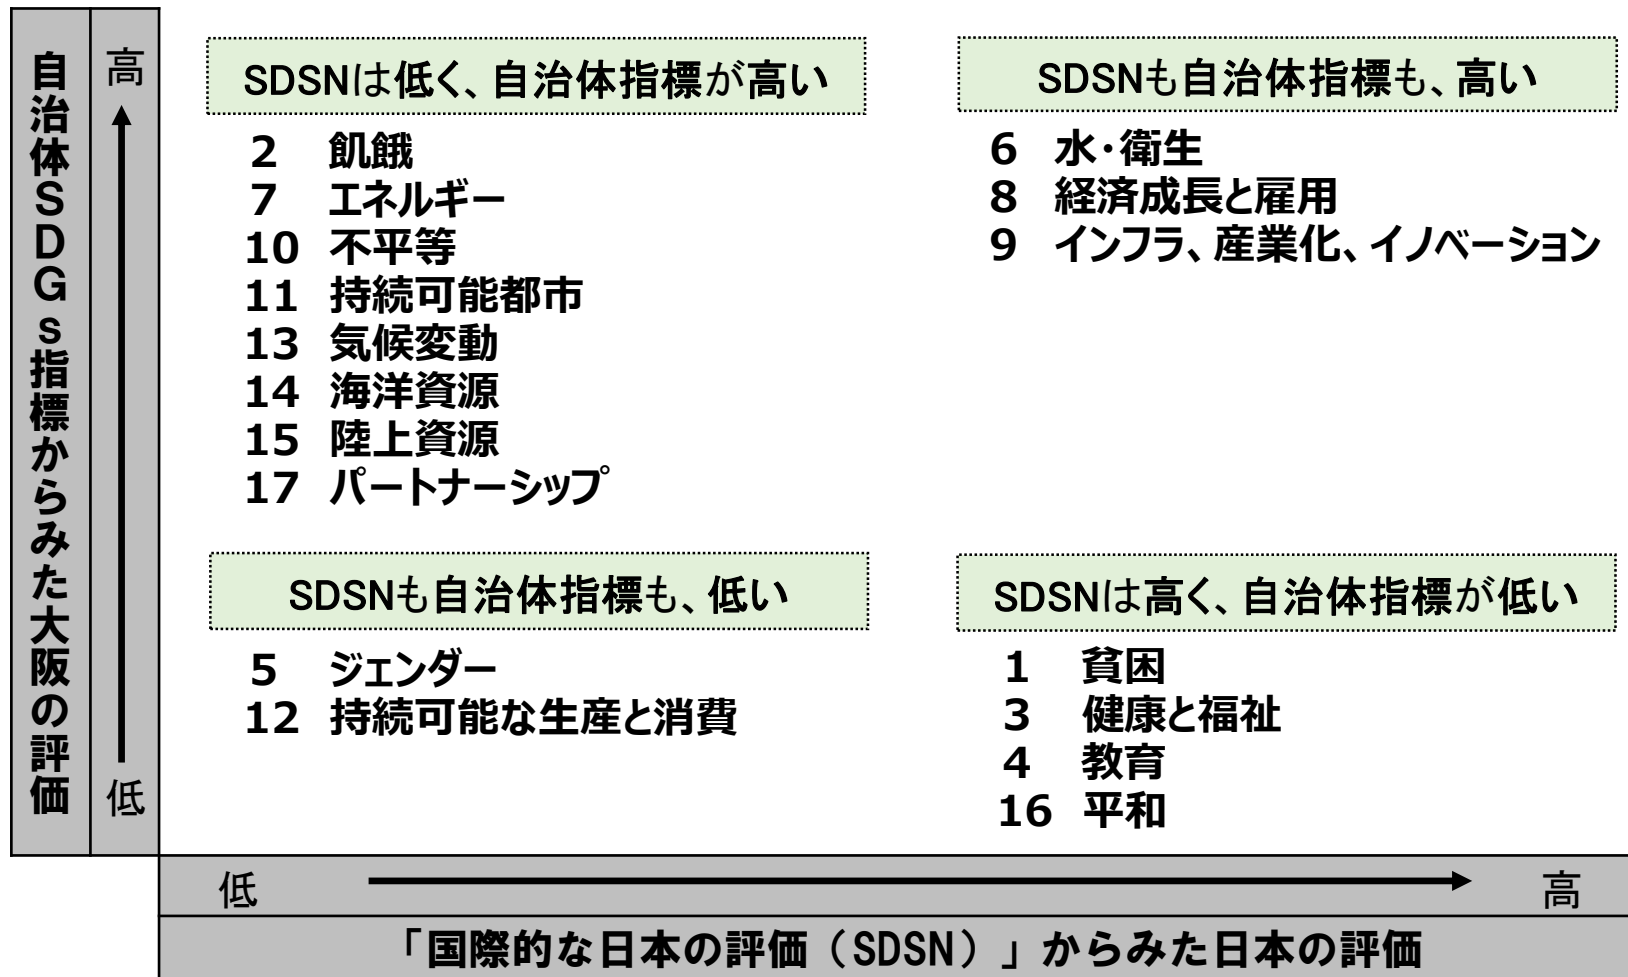 自治体SDGs指標からみた大阪の評価
高
低
SDSNは低く、自治体指標が高い
2 飢餓
7 エネルギー
10 不平等
11 持続可能都市
13 気候変動
14 海洋資源
15 陸上資源
17 パートナーシップ
SDSNも自治体指標も、高い
6 水・衛生
8 経済成長と雇用
9 インフラ、産業化、イノベーション
SDSNも自治体指標も、低い
5 ジェンダー
12 持続可能な生産と消費
SDSNは高く、自治体指標が低い
1 貧困
3 健康と福祉
4 教育
16 平和
低
高
「国際的な日本の評価（SDSN）」からみた日本の評価